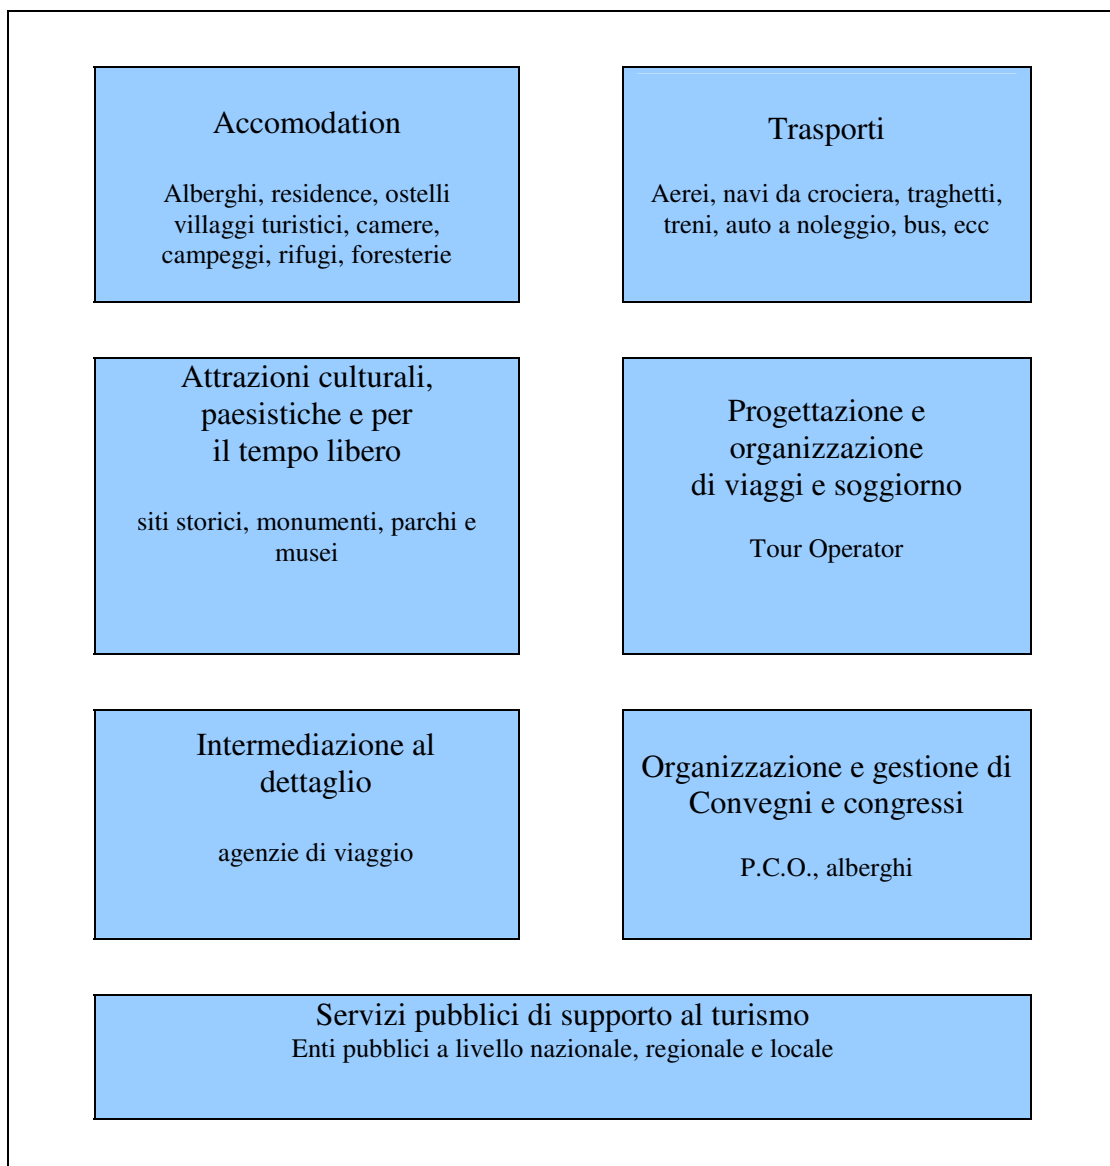 Accomodation
Alberghi, residence, ostelli
villaggi turistici, camere,
campeggi, rifugi, foresterie
Trasporti
Aerei, navi da crociera, traghetti,
treni, auto a noleggio, bus, ecc
Attrazioni culturali,
paesistiche e per
il tempo libero
siti storici, monumenti, parchi e
musei
Progettazione e
organizzazione
di viaggi e soggiorno
Tour Operator
Intermediazione al
dettaglio
agenzie di viaggio
Organizzazione e gestione di
Convegni e congressi
P.C.O., alberghi
Servizi pubblici di supporto al turismo
Enti pubblici a livello nazionale, regionale e locale